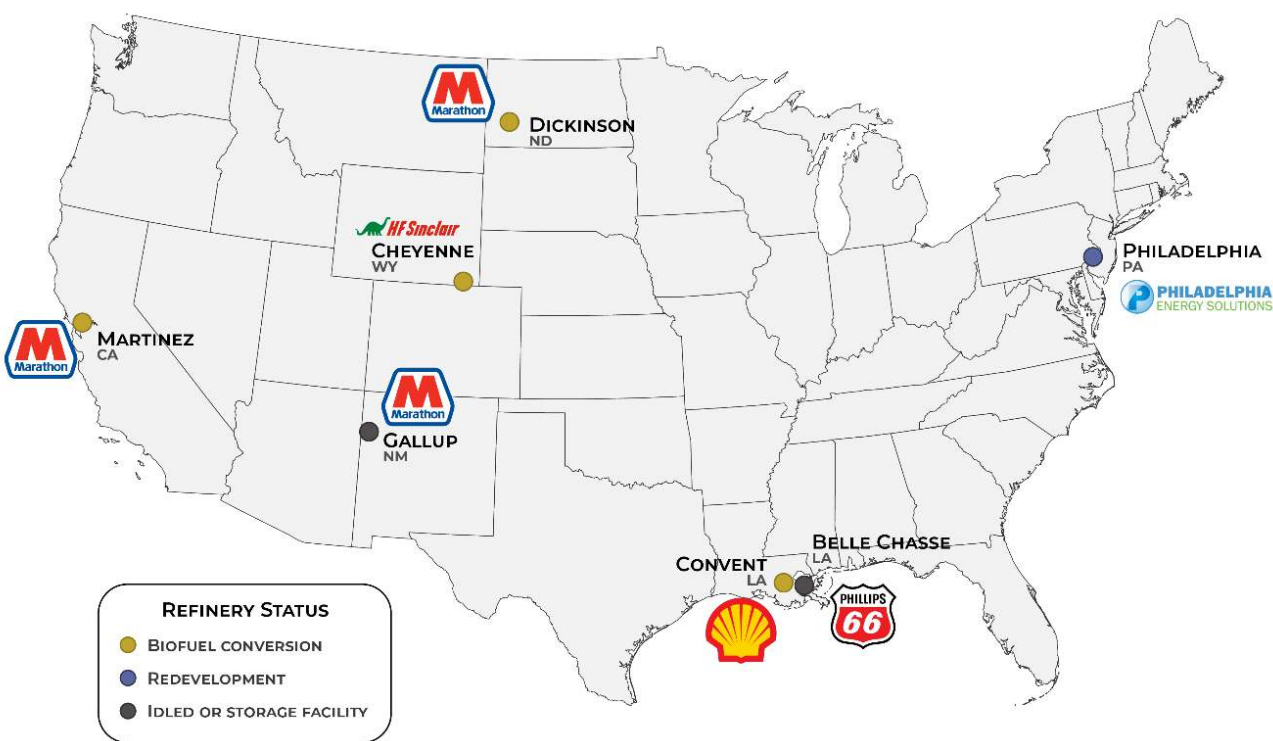 M
Marathon
DICKINSON
ND
HF Sinclair
CHEYENNE
WY
PHILADELPHIA
PA
P PHILADELPHIA
ENERGY SOLUTIONS
M
Marathon
MARTINEZ
CA
M
Marathon
GALLUP
NM
BELLE CHASSE
LA
CONVENT
LA
PHILLIPS
66
REFINERY STATUS
BIOFUEL CONVERSION
REDEVELOPMENT
IDLED OR STORAGE FACILITY